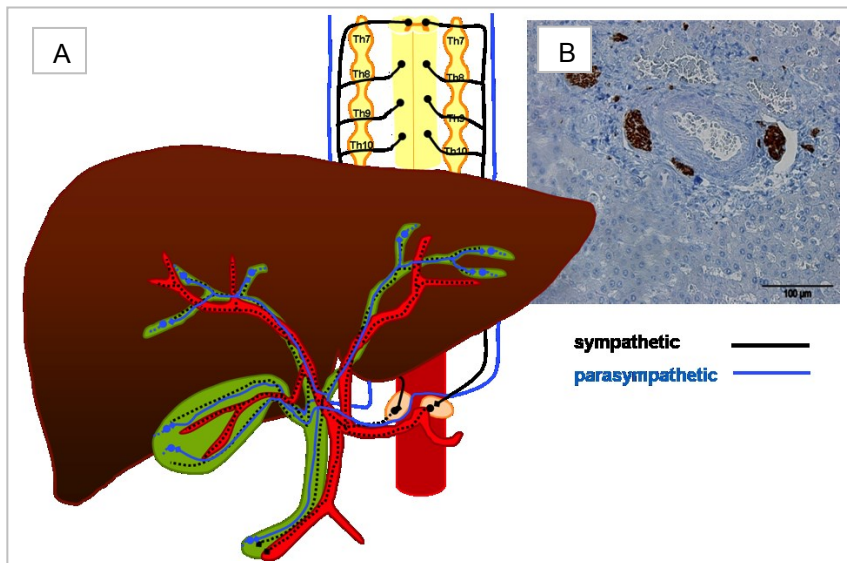 A
B
Th7
Th7
Th8
Th8
Th9
Th9
Th10
Th10
100 µm
sympathetic
parasympathetic